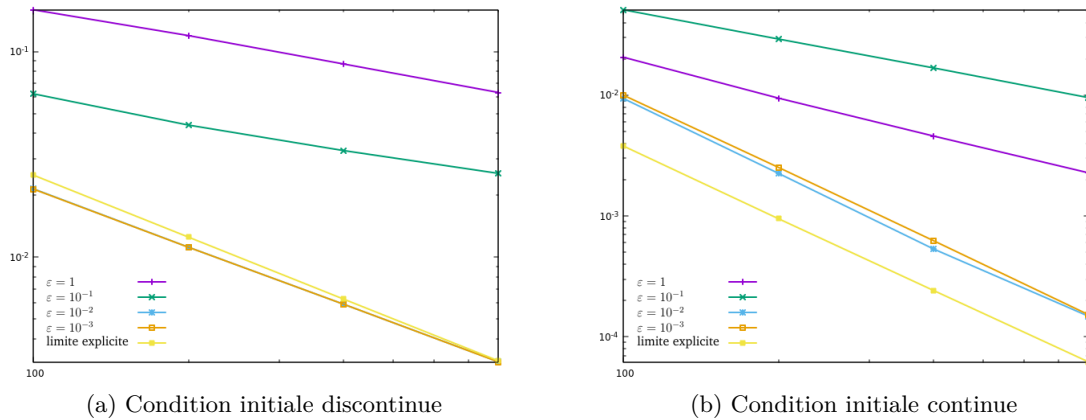 10⁻¹
10⁻²
ε = 1
ε = 10⁻¹
ε = 10⁻²
ε = 10⁻³
limite explicite
100
(a) Condition initiale discontinue
10⁻²
10⁻³
10⁻⁴
ε = 1
ε = 10⁻¹
ε = 10⁻²
ε = 10⁻³
limite explicite
100
(b) Condition initiale continue